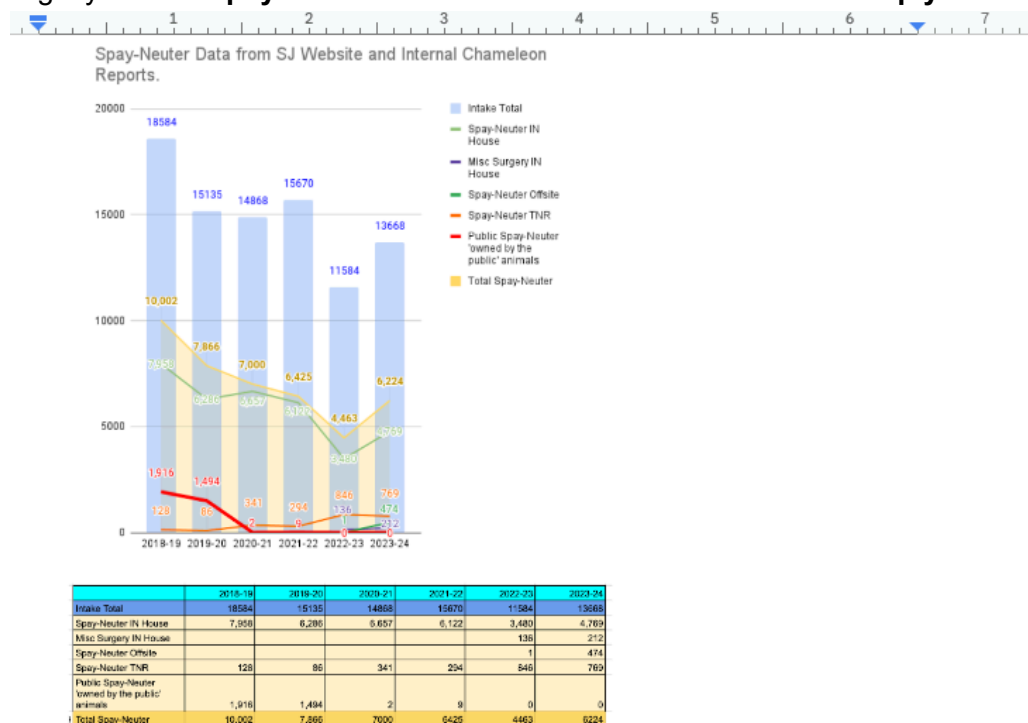 1 2 3 4 5 6 7
Spay-Neuter Data from SJ Website and Internal Chameleon
Reports.
20000
15000
10000
5000
0
18584
15135
14868
15670
11584
13668
10,002
7,866
7,000
6,425
4,463
6,224
7,958
6,286
6,657
6,122
3,480
4,769
1,916
1,494
2
9
0
0
128
86
341
294
846
769
136
212
1
474
2018-19 2019-20 2020-21 2021-22 2022-23 2023-24
Intake Total
Spay-Neuter IN
House
Misc Surgery IN
House
Spay-Neuter Offsite
Spay-Neuter TNR
Public Spay-Neuter
'owned by the
public' animals
Total Spay-Neuter
2018-19 2019-20 2020-21 2021-22 2022-23 2023-24
Intake Total 18584 15135 14868 15670 11584 13668
Spay-Neuter IN House 7,958 6,286 6,657 6,122 3,480 4,769
Misc Surgery IN House 136 212
Spay-Neuter Offsite 1 474
Spay-Neuter TNR 128 86 341 294 846 769
Public Spay-Neuter
'owned by the public'
animals 1,916 1,494 2 9 0 0
Total Spay-Neuter 10,002 7,866 7000 6425 4463 6224